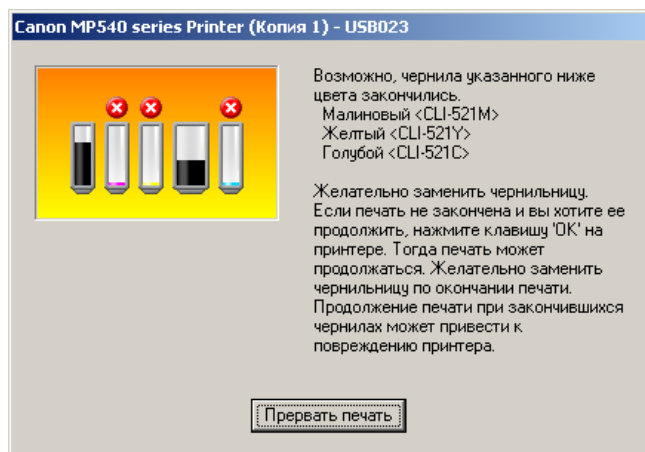 Canon MP540 series Printer (Копия 1) - USB023
Возможно, чернила указанного ниже
цвета закончились.
Малиновый <CLI-521M>
Желтый <CLI-521Y>
Голубой <CLI-521C>
Желательно заменить чернильницу.
Если печать не закончена и вы хотите ее
продолжить, нажмите клавишу 'OK' на
принтере. Тогда печать может
продолжаться. Желательно заменить
чернильницу по окончании печати.
Продолжение печати при закончившихся
чернилах может привести к
повреждению принтера.
Прервать печать